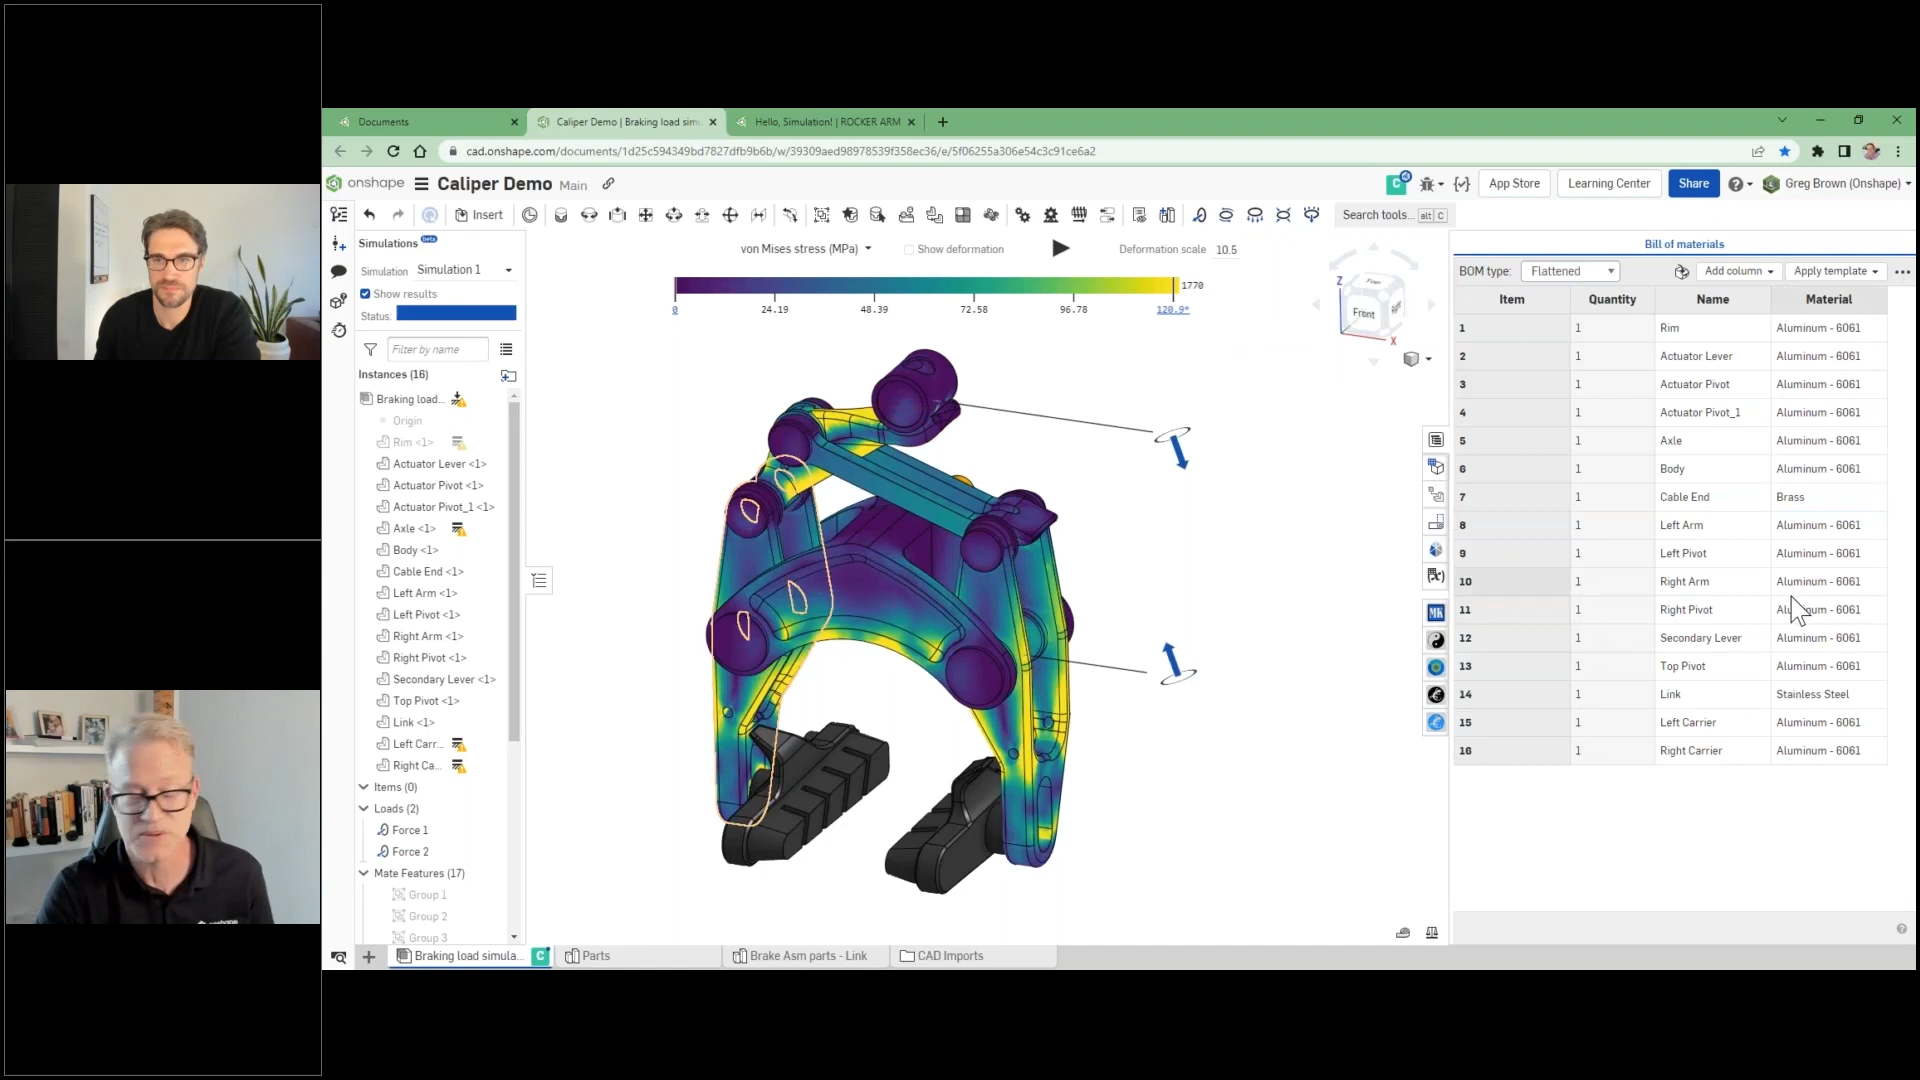 Documents
Caliper Demo | Braking load sim
Hello, Simulation! | ROCKER ARM
cad.onshape.com/documents/1d25c594349bd7827dfb9b6b/w/39309aed98978539f358ec36/e/5f06255a306e54c3c91ce6a2
onshape
Caliper Demo Main
C
App Store
Learning Center
Share
Greg Brown (Onshape)
Insert
Search tools... alt C
Simulations beta
Simulation Simulation 1
Show results
Status:
Filter by name
Instances (16)
Braking load...
Origin
Rim <1>
Actuator Lever <1>
Actuator Pivot <1>
Actuator Pivot_1 <1>
Axle <1>
Body <1>
Cable End <1>
Left Arm <1>
Left Pivot <1>
Right Arm <1>
Right Pivot <1>
Secondary Lever <1>
Top Pivot <1>
Link <1>
Left Carr...
Right Ca...
Items (0)
Loads (2)
Force 1
Force 2
Mate Features (17)
Group 1
Group 2
Group 3
von Mises stress (MPa)
Show deformation
Deformation scale 10.5
1770
0 24.19 48.39 72.58 96.78 120.9*
Z
Front
X
MK
Bill of materials
BOM type: Flattened
Add column
Apply template
Item Quantity Name Material
1 1 Rim Aluminum - 6061
2 1 Actuator Lever Aluminum - 6061
3 1 Actuator Pivot Aluminum - 6061
4 1 Actuator Pivot_1 Aluminum - 6061
5 1 Axle Aluminum - 6061
6 1 Body Aluminum - 6061
7 1 Cable End Brass
8 1 Left Arm Aluminum - 6061
9 1 Left Pivot Aluminum - 6061
10 1 Right Arm Aluminum - 6061
11 1 Right Pivot Aluminum - 6061
12 1 Secondary Lever Aluminum - 6061
13 1 Top Pivot Aluminum - 6061
14 1 Link Stainless Steel
15 1 Left Carrier Aluminum - 6061
16 1 Right Carrier Aluminum - 6061
Braking load simula... C
Parts
Brake Asm parts - Link
CAD Imports